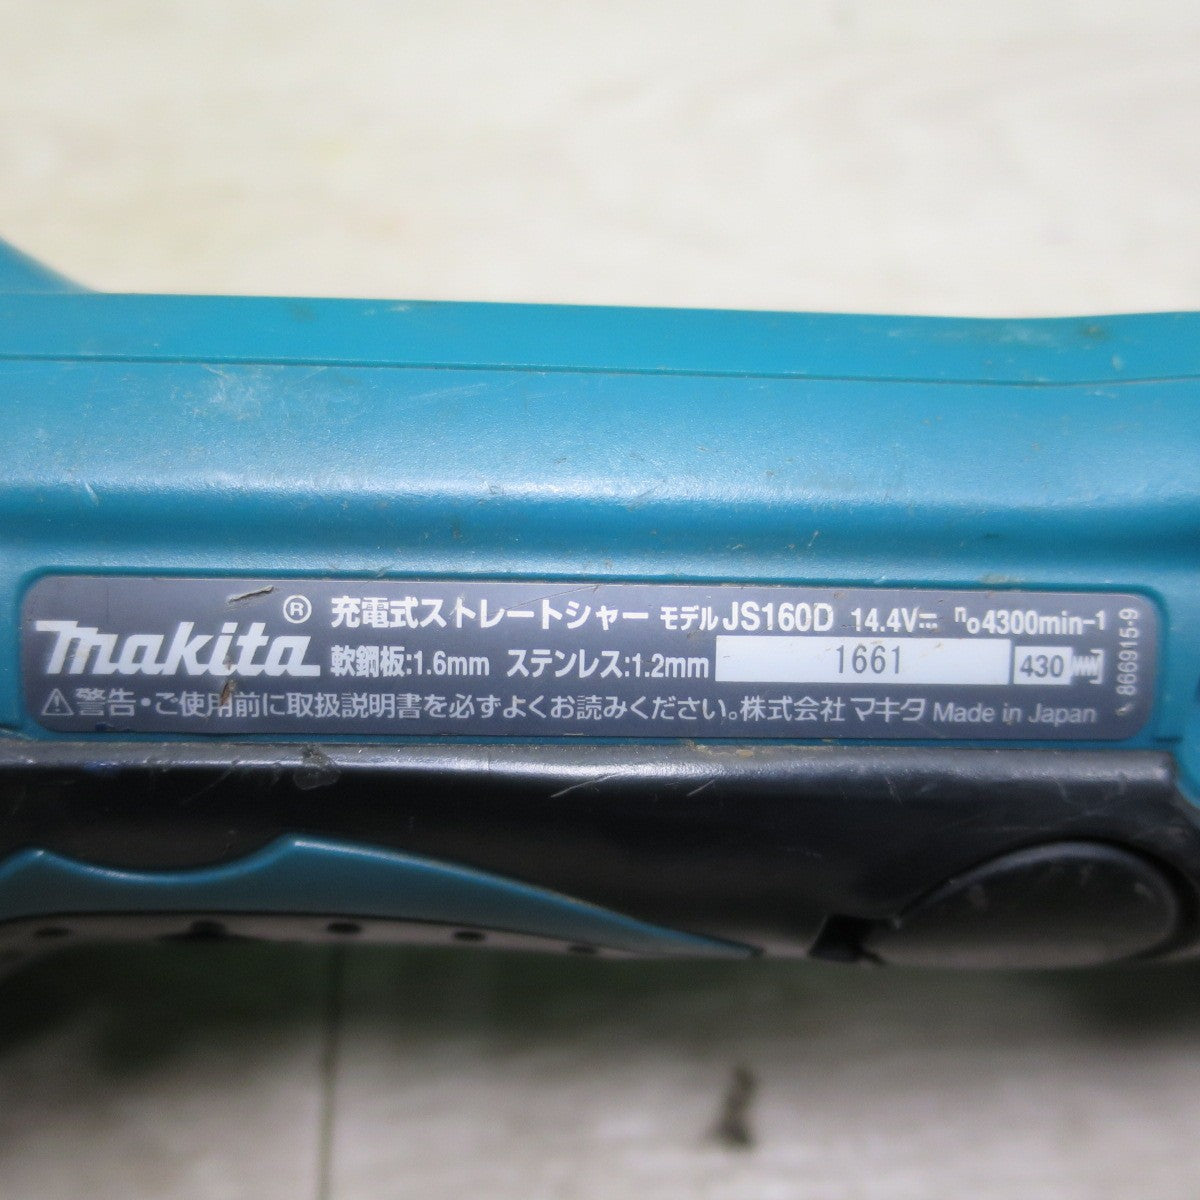 makita® 充電式ストレートシャー モデル JS160D 14.4V⎓ n₀4300min-1
軟鋼板:1.6mm ステンレス:1.2mm 1661 430
⚠警告・ご使用前に取扱説明書を必ずよくお読みください。株式会社 マキタ Made in Japan
866915-9